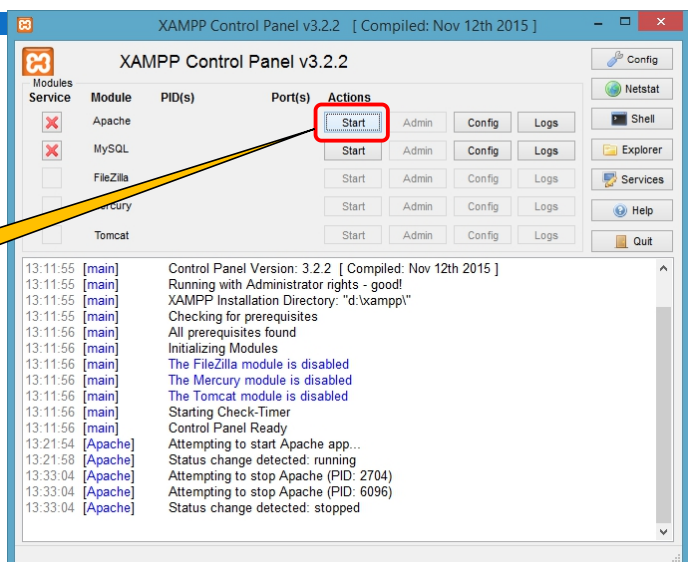 XAMPP Control Panel v3.2.2 [ Compiled: Nov 12th 2015 ]
XAMPP Control Panel v3.2.2
Config
Modules
Service Module PID(s) Port(s) Actions
Netstat
Apache Start Admin Config Logs
Shell
MySQL Start Admin Config Logs
Explorer
FileZilla Start Admin Config Logs
Services
Start Admin Config Logs
Help
Tomcat Start Admin Config Logs
Quit
13:11:55 [main] Control Panel Version: 3.2.2 [ Compiled: Nov 12th 2015 ]
13:11:55 [main] Running with Administrator rights - good!
13:11:55 [main] XAMPP Installation Directory: "d:\xampp\"
13:11:55 [main] Checking for prerequisites
13:11:56 [main] All prerequisites found
13:11:56 [main] Initializing Modules
13:11:56 [main] The FileZilla module is disabled
13:11:56 [main] The Mercury module is disabled
13:11:56 [main] The Tomcat module is disabled
13:11:56 [main] Starting Check-Timer
13:11:56 [main] Control Panel Ready
13:21:54 [Apache] Attempting to start Apache app...
13:21:58 [Apache] Status change detected: running
13:33:04 [Apache] Attempting to stop Apache (PID: 2704)
13:33:04 [Apache] Attempting to stop Apache (PID: 6096)
13:33:04 [Apache] Status change detected: stopped